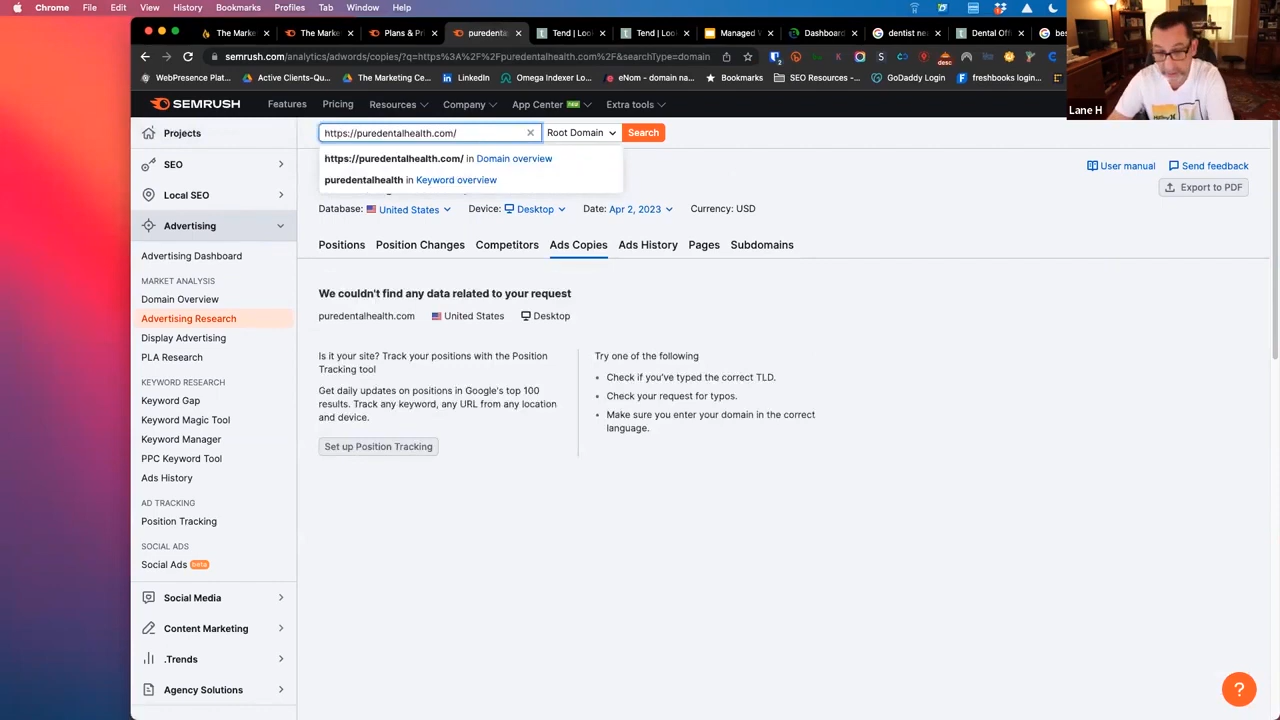 Chrome File Edit View History Bookmarks Profiles Tab Window Help
The Marke
The Marke
Plans & Pr
puredenta
Tend | Loo
Tend | Loo
Managed
Dashboard
dentist ne
Dental Off
bes
semrush.com/analytics/adwords/copies/?q=https%3A%2F%2Fpuredentalhealth.com%2F&searchType=domain
desc
WebPresence Plat...
Active Clients-Qu...
The Marketing Ce...
LinkedIn
Omega Indexer Lo...
eNom - domain na...
Bookmarks
SEO Resources -...
GoDaddy Login
freshbooks loging...
Lane H
SEMRUSH
Features
Pricing
Resources
Company
App Center new
Extra tools
Projects
SEO
Local SEO
Advertising
Advertising Dashboard
MARKET ANALYSIS
Domain Overview
Advertising Research
Display Advertising
PLA Research
KEYWORD RESEARCH
Keyword Gap
Keyword Magic Tool
Keyword Manager
PPC Keyword Tool
Ads History
AD TRACKING
Position Tracking
SOCIAL ADS
Social Ads beta
Social Media
Content Marketing
.Trends
Agency Solutions
https://puredentalhealth.com/
Root Domain
Search
https://puredentalhealth.com/ in Domain overview
puredentalhealth in Keyword overview
User manual
Send feedback
Export to PDF
Database: United States
Device: Desktop
Date: Apr 2, 2023
Currency: USD
Positions
Position Changes
Competitors
Ads Copies
Ads History
Pages
Subdomains
We couldn't find any data related to your request
puredentalhealth.com
United States
Desktop
Is it your site? Track your positions with the Position
Tracking tool
Get daily updates on positions in Google's top 100
results. Track any keyword, any URL from any location
and device.
Set up Position Tracking
Try one of the following
• Check if you've typed the correct TLD.
• Check your request for typos.
• Make sure you enter your domain in the correct
language.
?